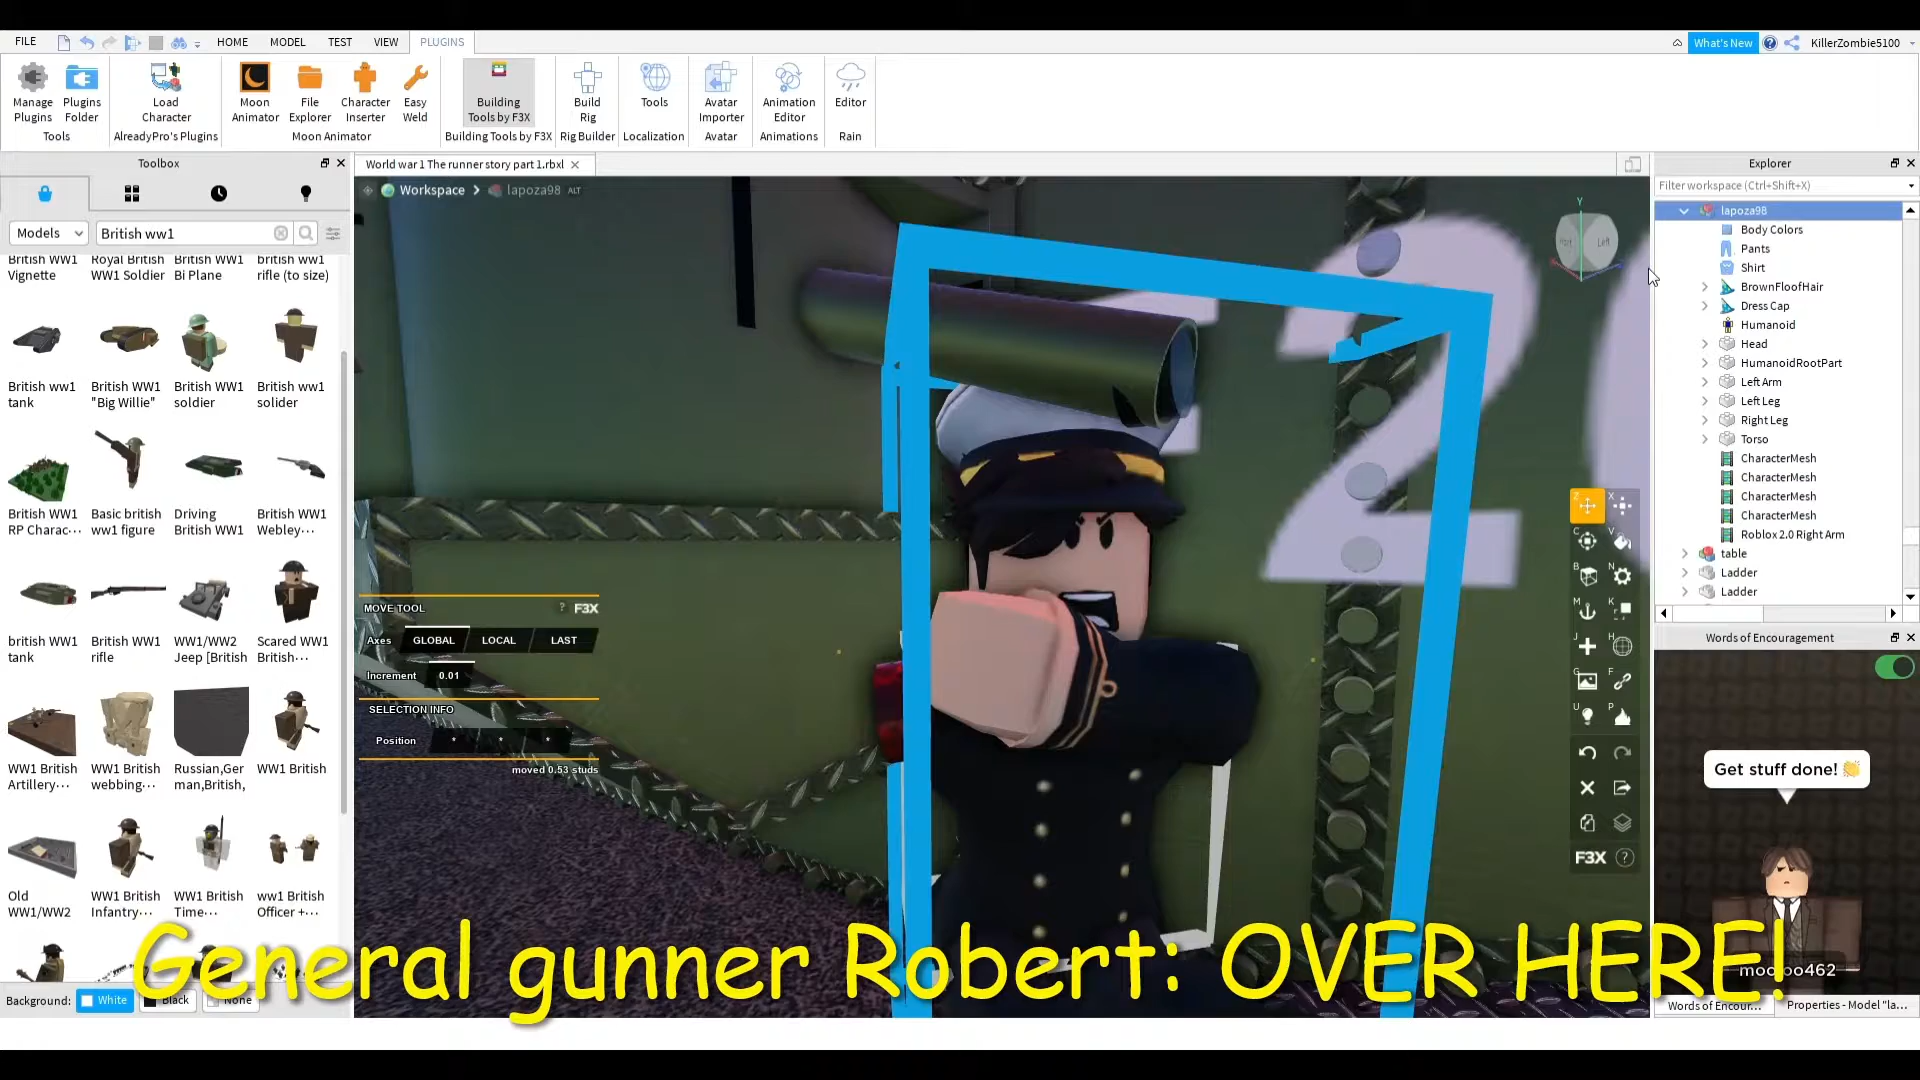 FILE
HOME
MODEL
TEST
VIEW
PLUGINS
What's New
KillerZombie5100
Manage Plugins
Plugins Folder
Tools
Load Character
AlreadyPro's Plugins
Moon Animator
File Explorer
Character Inserter
Easy Weld
Moon Animator
Building Tools by F3X
Building Tools by F3X
Build Rig
Rig Builder
Tools
Localization
Avatar Importer
Avatar
Animation Editor
Animations
Editor
Rain
Toolbox
World war 1 The runner story part 1.rbxl
Explorer
Workspace
lapoza98
ALT
Filter workspace (Ctrl+Shift+X)
Models
British ww1
British WW1 Vignette
Royal British WW1 Soldier
British WW1 Bi Plane
british WW1 rifle (to size)
British ww1 tank
British WW1 "Big Willie"
British WW1 soldier
British ww1 solider
British WW1 RP Charac···
Basic british ww1 figure
Driving British WW1
British WW1 Webley···
british WW1 tank
British WW1 rifle
WW1/WW2 Jeep [British
Scared WW1 British···
WW1 British Artillery···
WW1 British webbing···
Russian,German,British,
WW1 British
Old WW1/WW2
WW1 British Infantry···
WW1 British Time···
ww1 British Officer +···
Background:
White
Black
None
Y
Left
2
MOVE TOOL
? F3X
Axes
GLOBAL
LOCAL
LAST
Increment
0.01
SELECTION INFO
Position
*
*
*
moved 0.53 studs
Z
X
C
V
B
N
M
K
J
H
G
F
U
P
F3X
?
lapoza98
Body Colors
Pants
Shirt
BrownFloofHair
Dress Cap
Humanoid
Head
HumanoidRootPart
Left Arm
Left Leg
Right Leg
Torso
CharacterMesh
CharacterMesh
CharacterMesh
CharacterMesh
Roblox 2.0 Right Arm
table
Ladder
Ladder
Words of Encouragement
Get stuff done! 👏
General gunner Robert: OVER HERE!
Words of Encour...
Properties - Model "la...